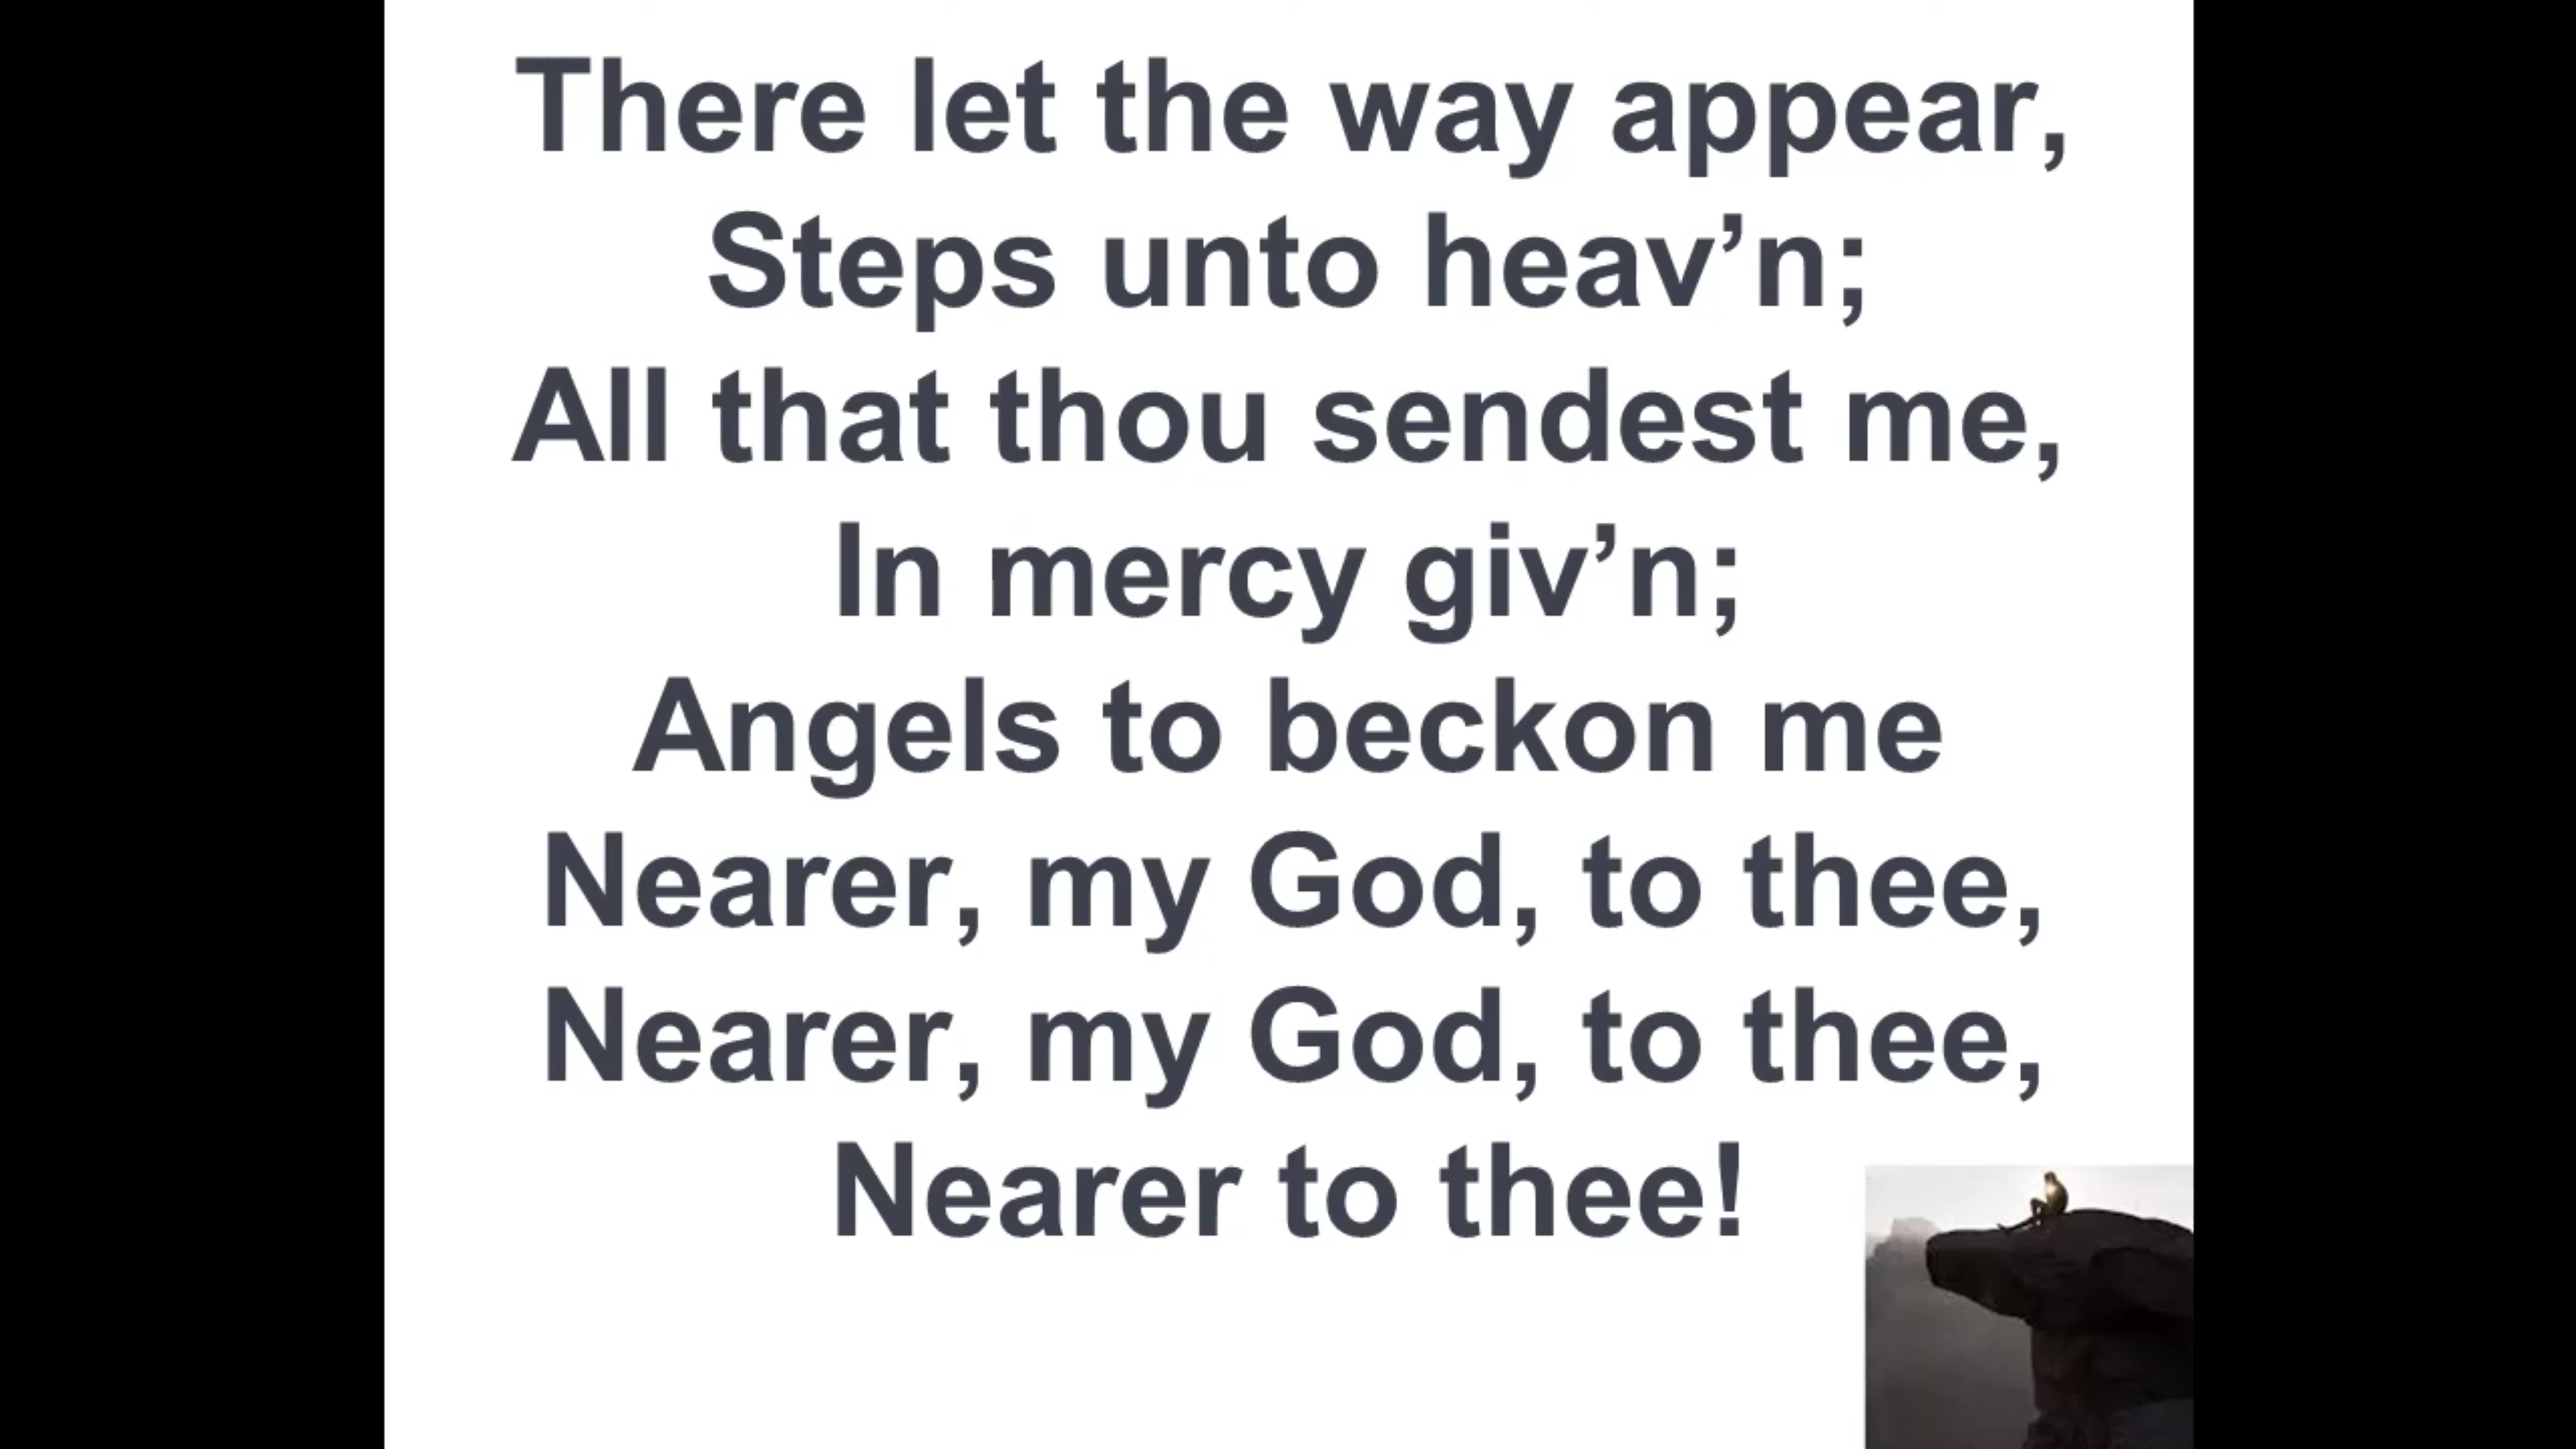 There let the way appear,
Steps unto heav’n;
All that thou sendest me,
In mercy giv’n;
Angels to beckon me
Nearer, my God, to thee,
Nearer, my God, to thee,
Nearer to thee!